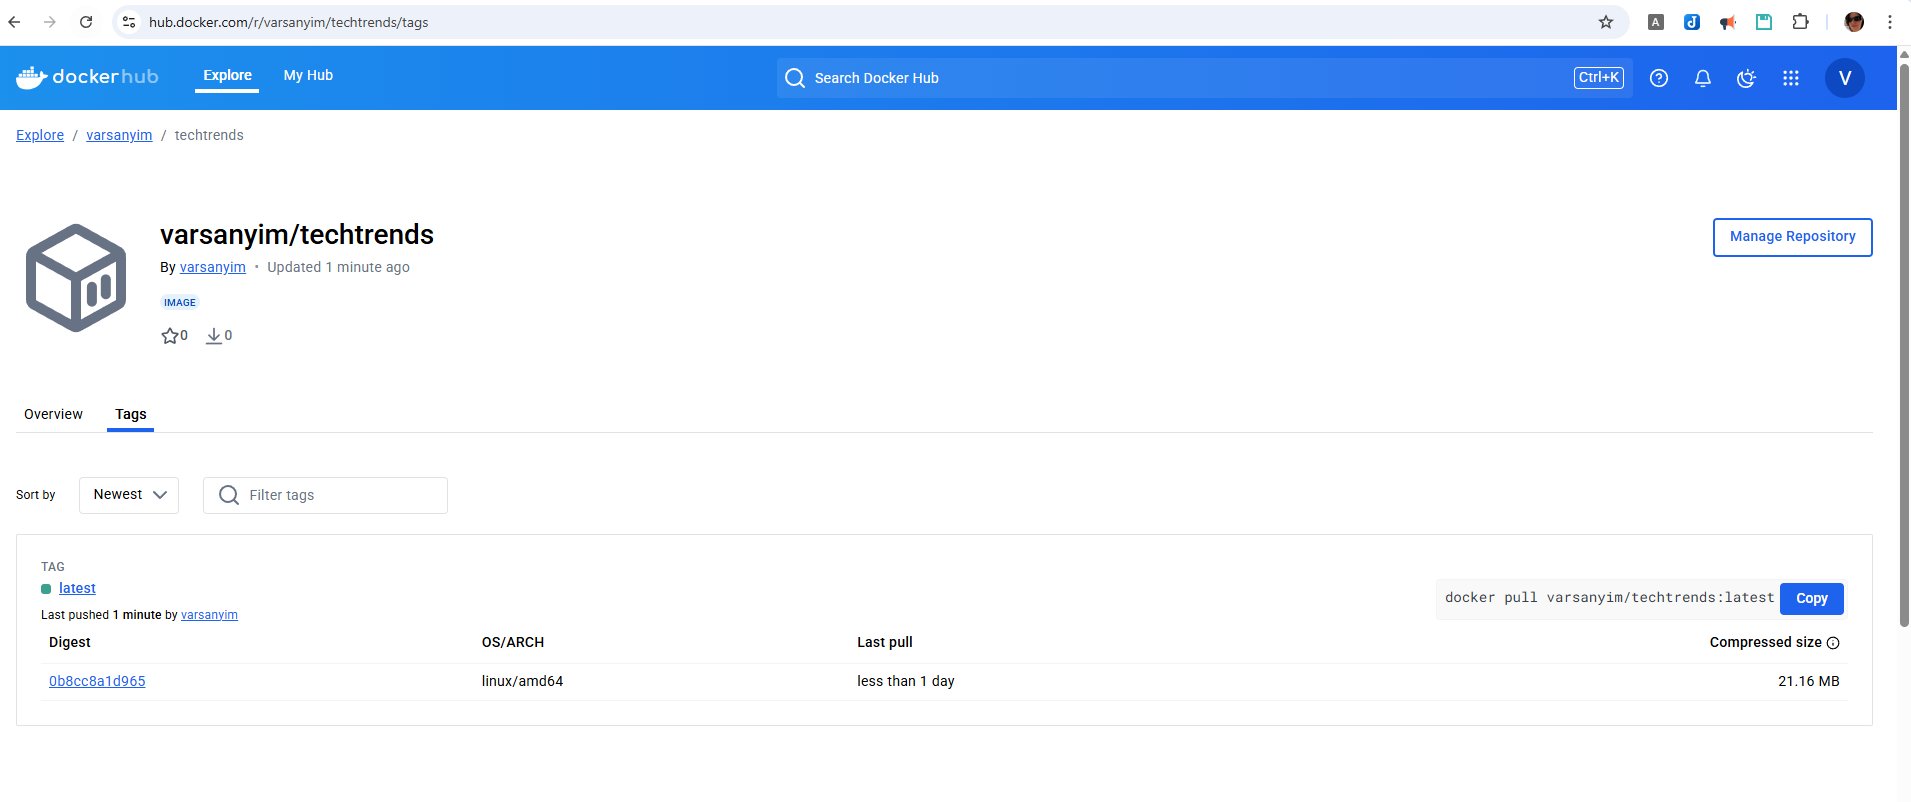 hub.docker.com/r/varsanyim/techtrends/tags
A
dockerhub
Explore
My Hub
Search Docker Hub
Ctrl+K
V
Explore / varsanyim / techtrends
varsanyim/techtrends
Manage Repository
By varsanyim • Updated 1 minute ago
IMAGE
0 0
Overview
Tags
Sort by
Newest
Filter tags
TAG
latest
docker pull varsanyim/techtrends:latest
Copy
Last pushed 1 minute by varsanyim
Digest OS/ARCH Last pull Compressed size
0b8cc8a1d965 linux/amd64 less than 1 day 21.16 MB